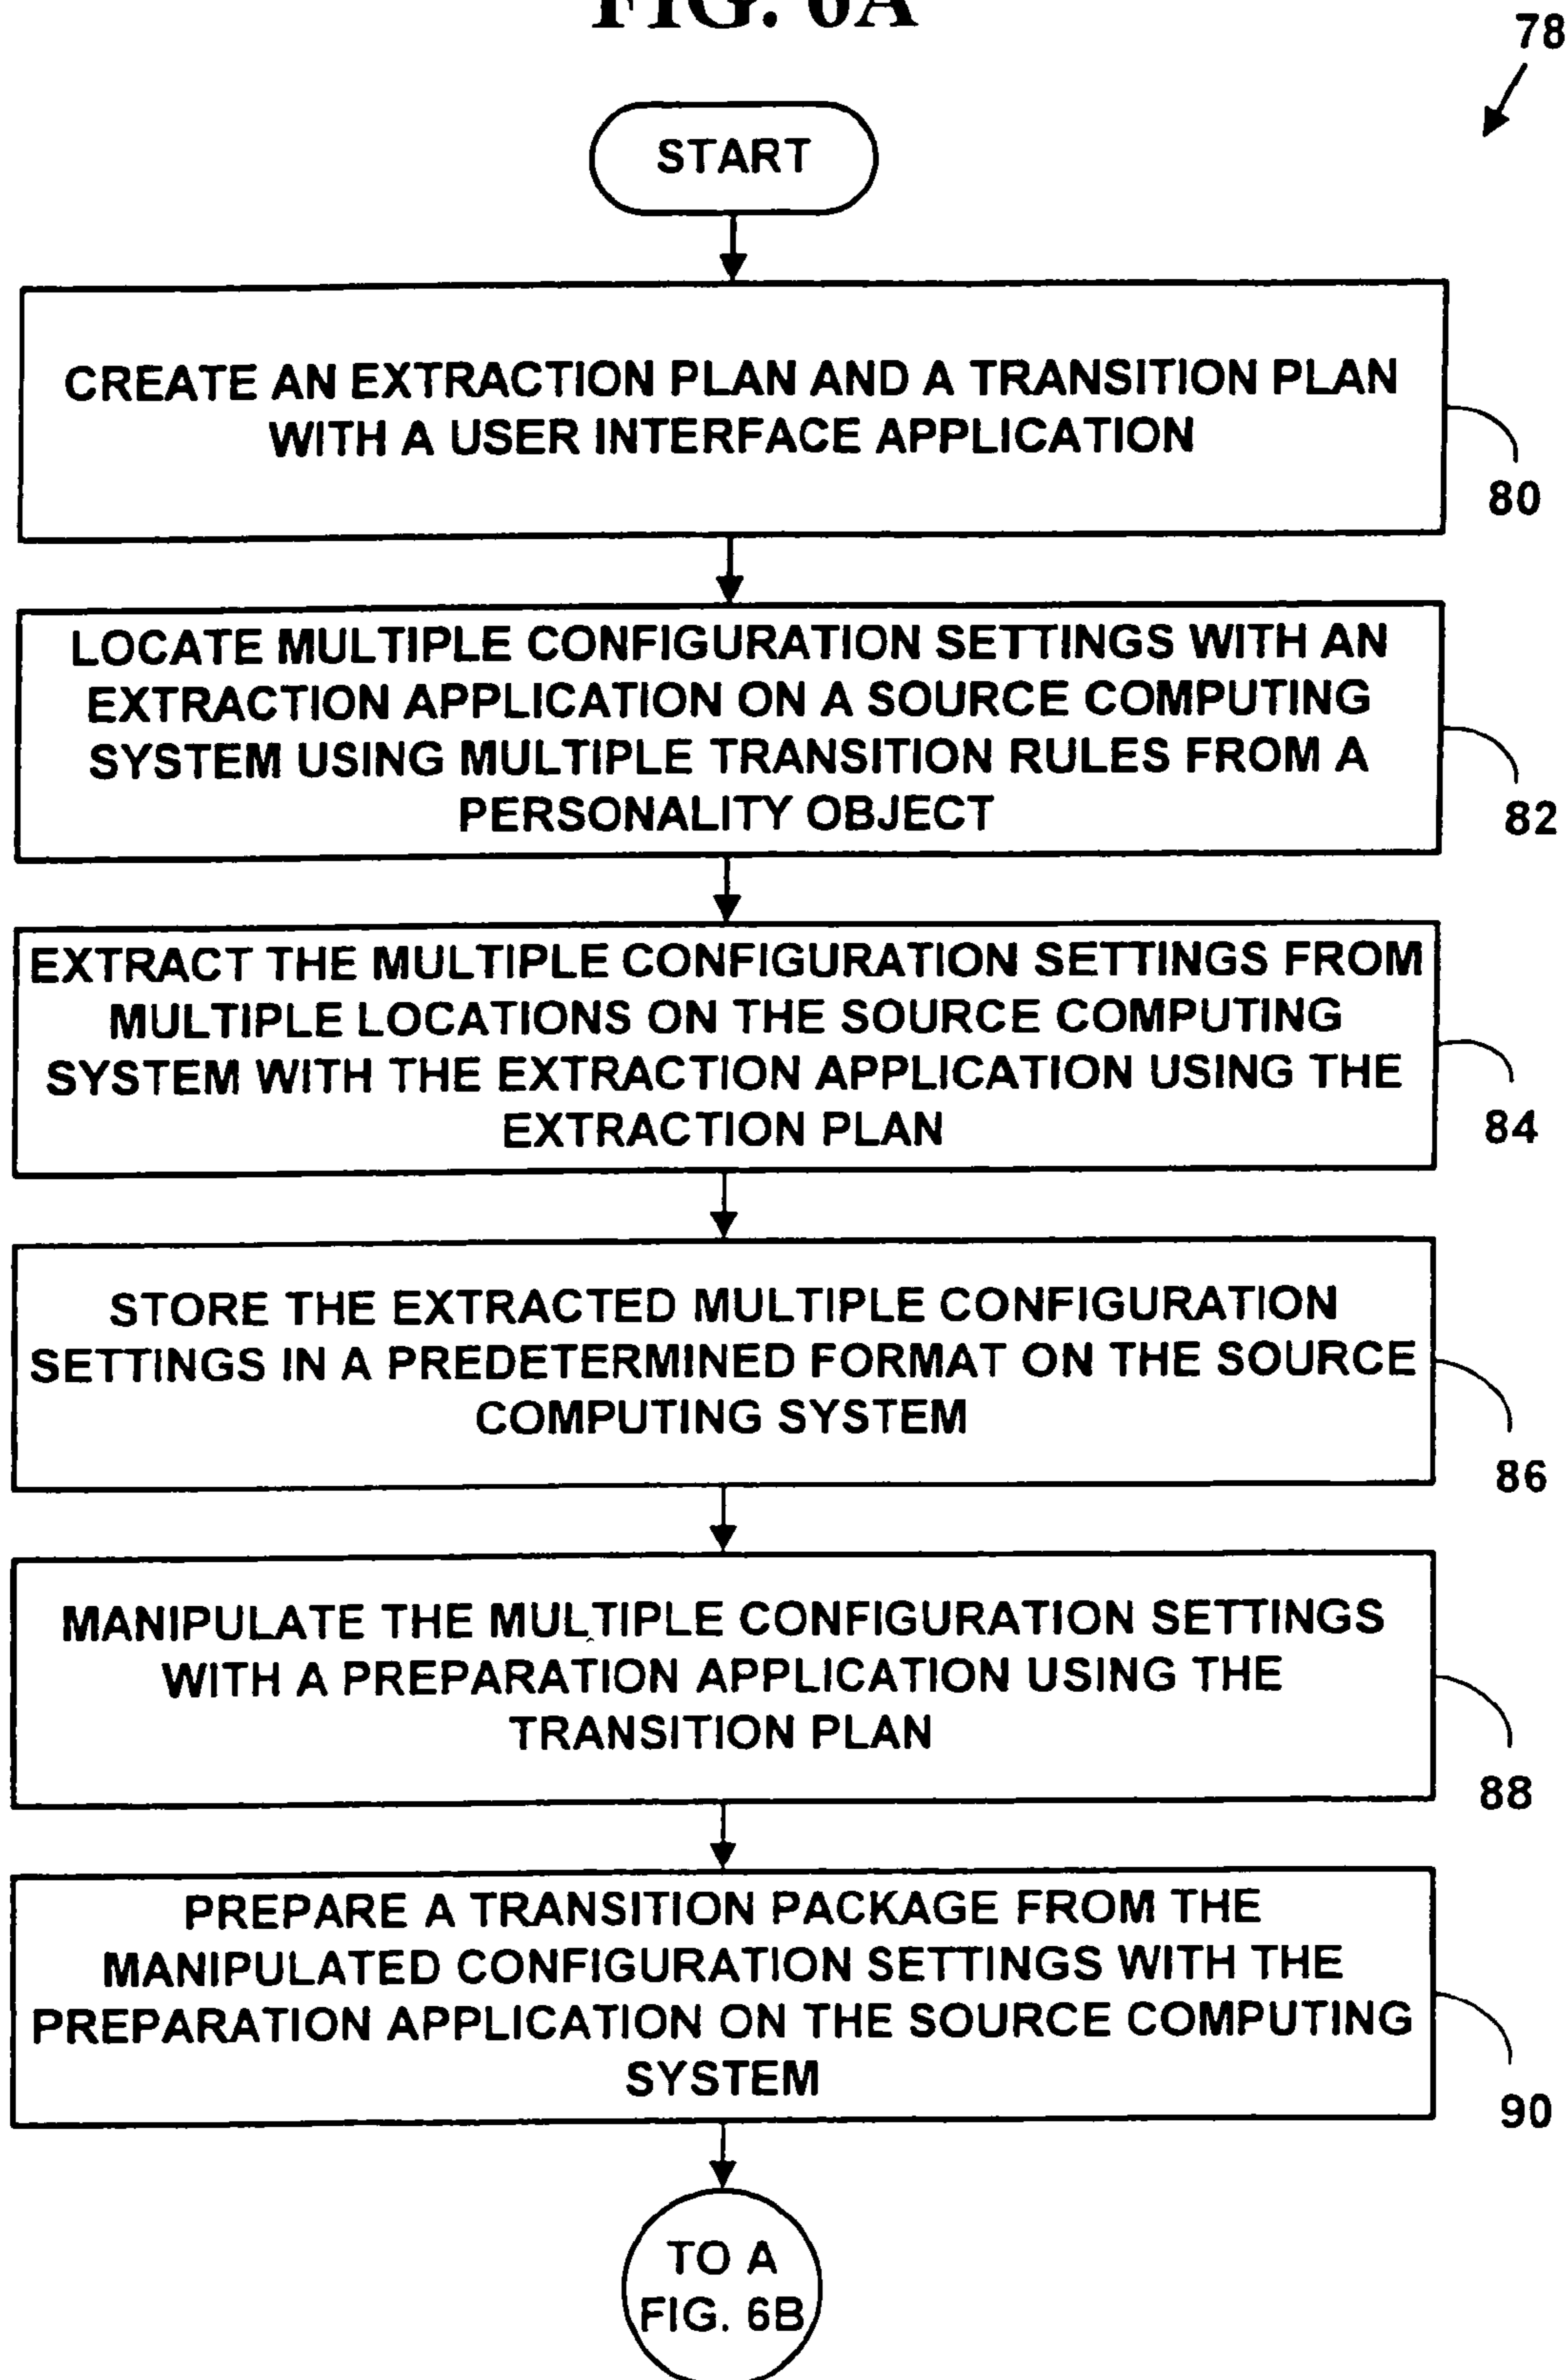 FIG. 6A
78
START
CREATE AN EXTRACTION PLAN AND A TRANSITION PLAN
WITH A USER INTERFACE APPLICATION
80
LOCATE MULTIPLE CONFIGURATION SETTINGS WITH AN
EXTRACTION APPLICATION ON A SOURCE COMPUTING
SYSTEM USING MULTIPLE TRANSITION RULES FROM A
PERSONALITY OBJECT
82
EXTRACT THE MULTIPLE CONFIGURATION SETTINGS FROM
MULTIPLE LOCATIONS ON THE SOURCE COMPUTING
SYSTEM WITH THE EXTRACTION APPLICATION USING THE
EXTRACTION PLAN
84
STORE THE EXTRACTED MULTIPLE CONFIGURATION
SETTINGS IN A PREDETERMINED FORMAT ON THE SOURCE
COMPUTING SYSTEM
86
MANIPULATE THE MULTIPLE CONFIGURATION SETTINGS
WITH A PREPARATION APPLICATION USING THE
TRANSITION PLAN
88
PREPARE A TRANSITION PACKAGE FROM THE
MANIPULATED CONFIGURATION SETTINGS WITH THE
PREPARATION APPLICATION ON THE SOURCE COMPUTING
SYSTEM
90
TO A
FIG. 6B